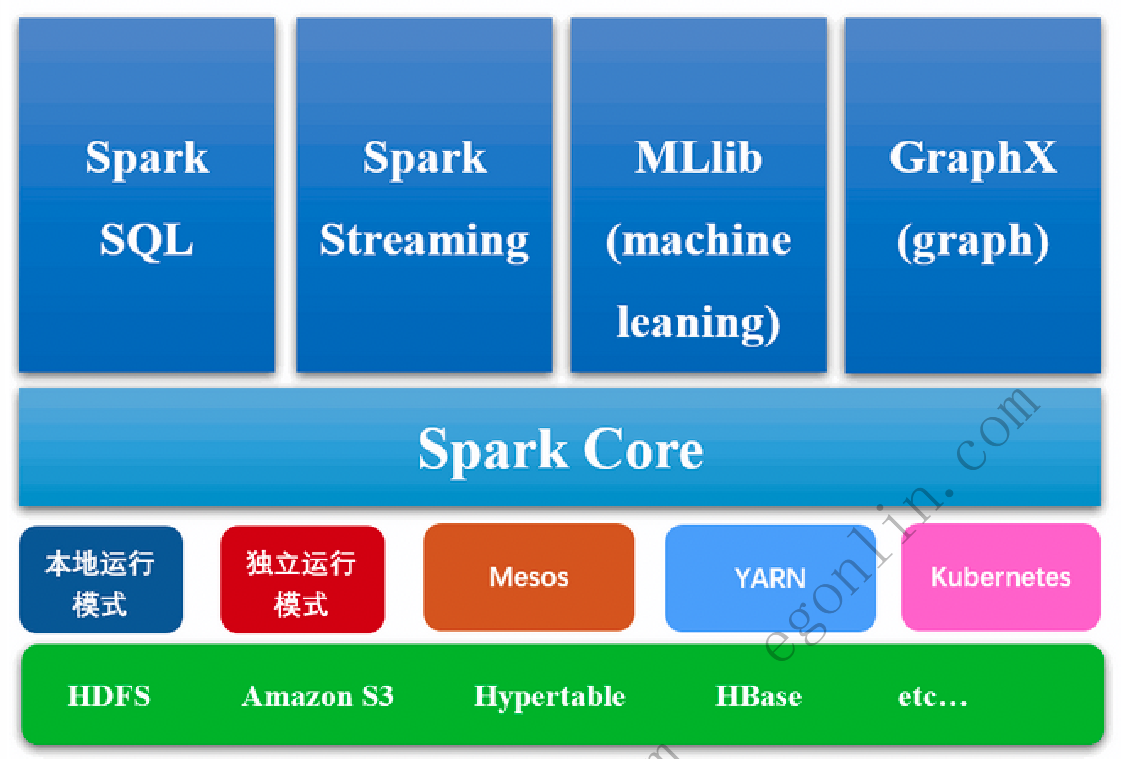 Spark
SQL
Spark
Streaming
MLlib
(machine
leaning)
GraphX
(graph)
Spark Core
本地运行
模式
独立运行
模式
Mesos
YARN
Kubernetes
HDFS
Amazon S3
Hypertable
HBase
etc...
egonlin.com
m